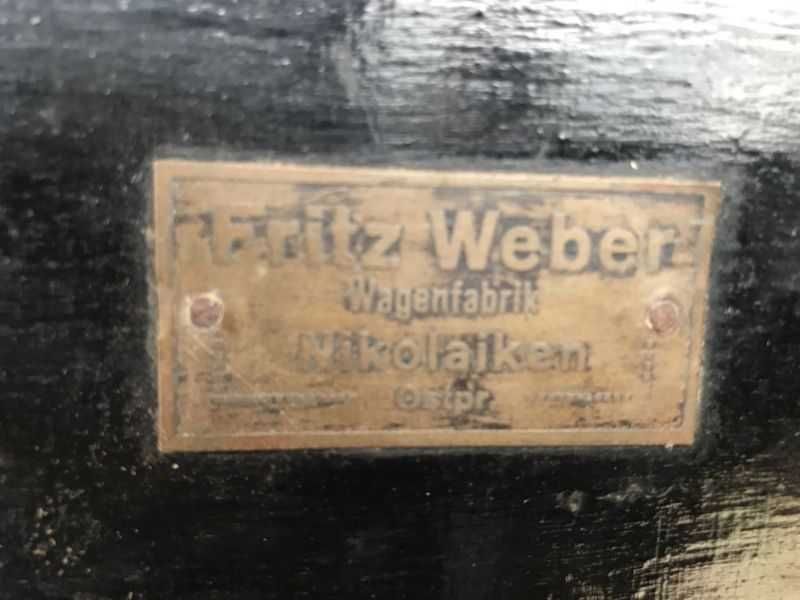 Fritz Weber
Wagenfabrik
Nikolaiken
Ostpr.